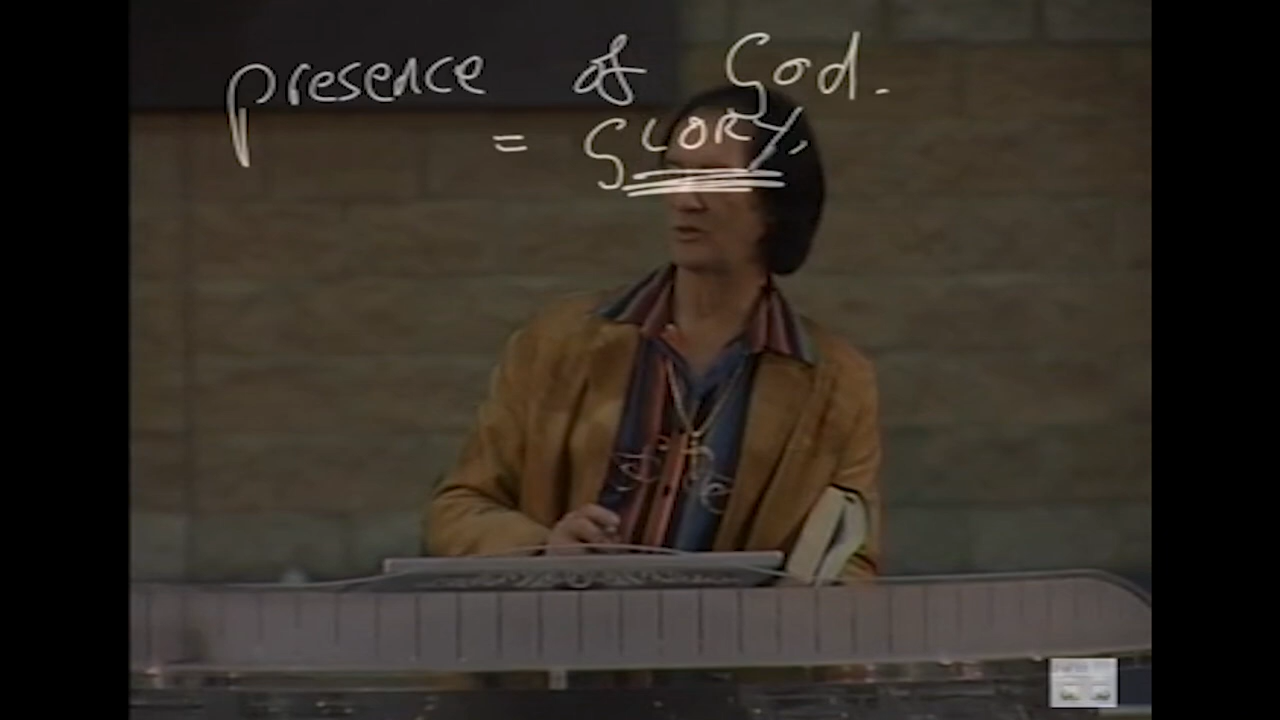 presence of God.
= GLORY,